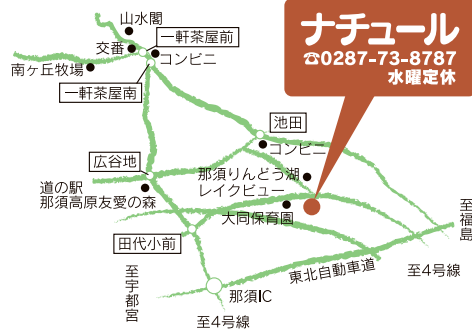 ナチュール
☎0287-73-8787
水曜定休
山水閣
交番
一軒茶屋前
コンビニ
南ヶ丘牧場
一軒茶屋南
池田
コンビニ
広谷地
那須りんどう湖
レイクビュー
道の駅
那須高原友愛の森
大同保育園
田代小前
至宇都宮
那須IC
至4号線
東北自動車道
至4号線
至福島